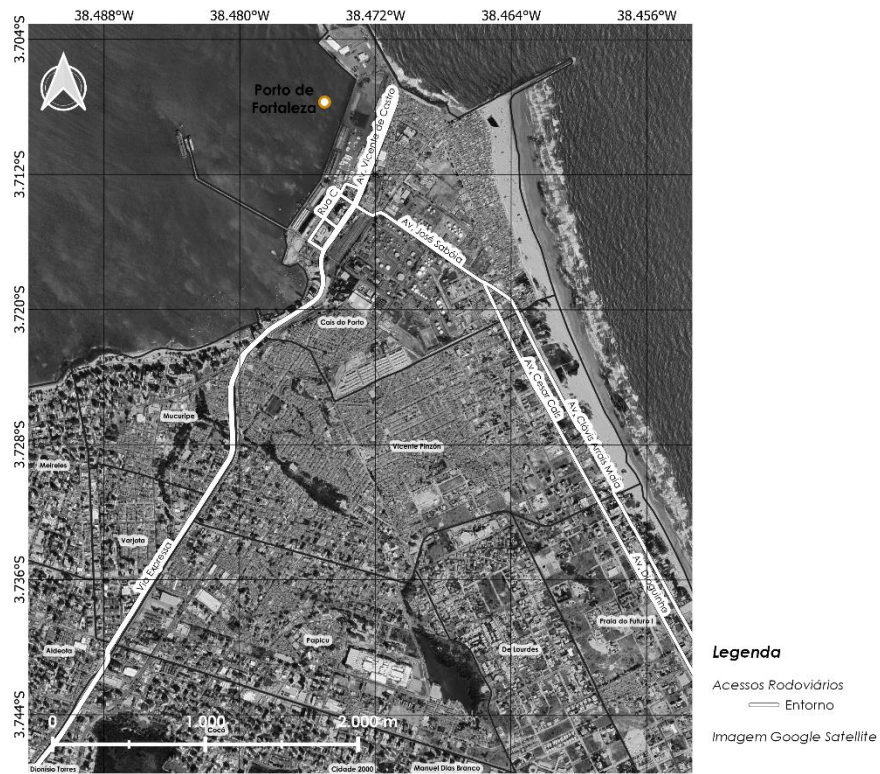 38.488°S 38.480°S 38.472°S 38.464°S 38.456°S
3.704°S
Porto de
Fortaleza
Av. Vicente de Castro
3.712°S
Rua C
Av. José Sabóia
3.720°S
Cais do Porto
Av. Cesar Cals
Av. Clóvis Arrais Maia
Mucuripe
3.728°S
Vicente Pinzón
Meireles
Varjota
Via Expressa
3.736°S
Av. Dioguinho
Praia do Futuro I
Papicu
De Lourdes
Aldeota
3.744°S
0 1.000 2.000 m
Cocó
Dionísio Torres
Cidade 2000
Manuel Dias Branco
Legenda
Acessos Rodoviários
Entorno
Imagem Google Satellite